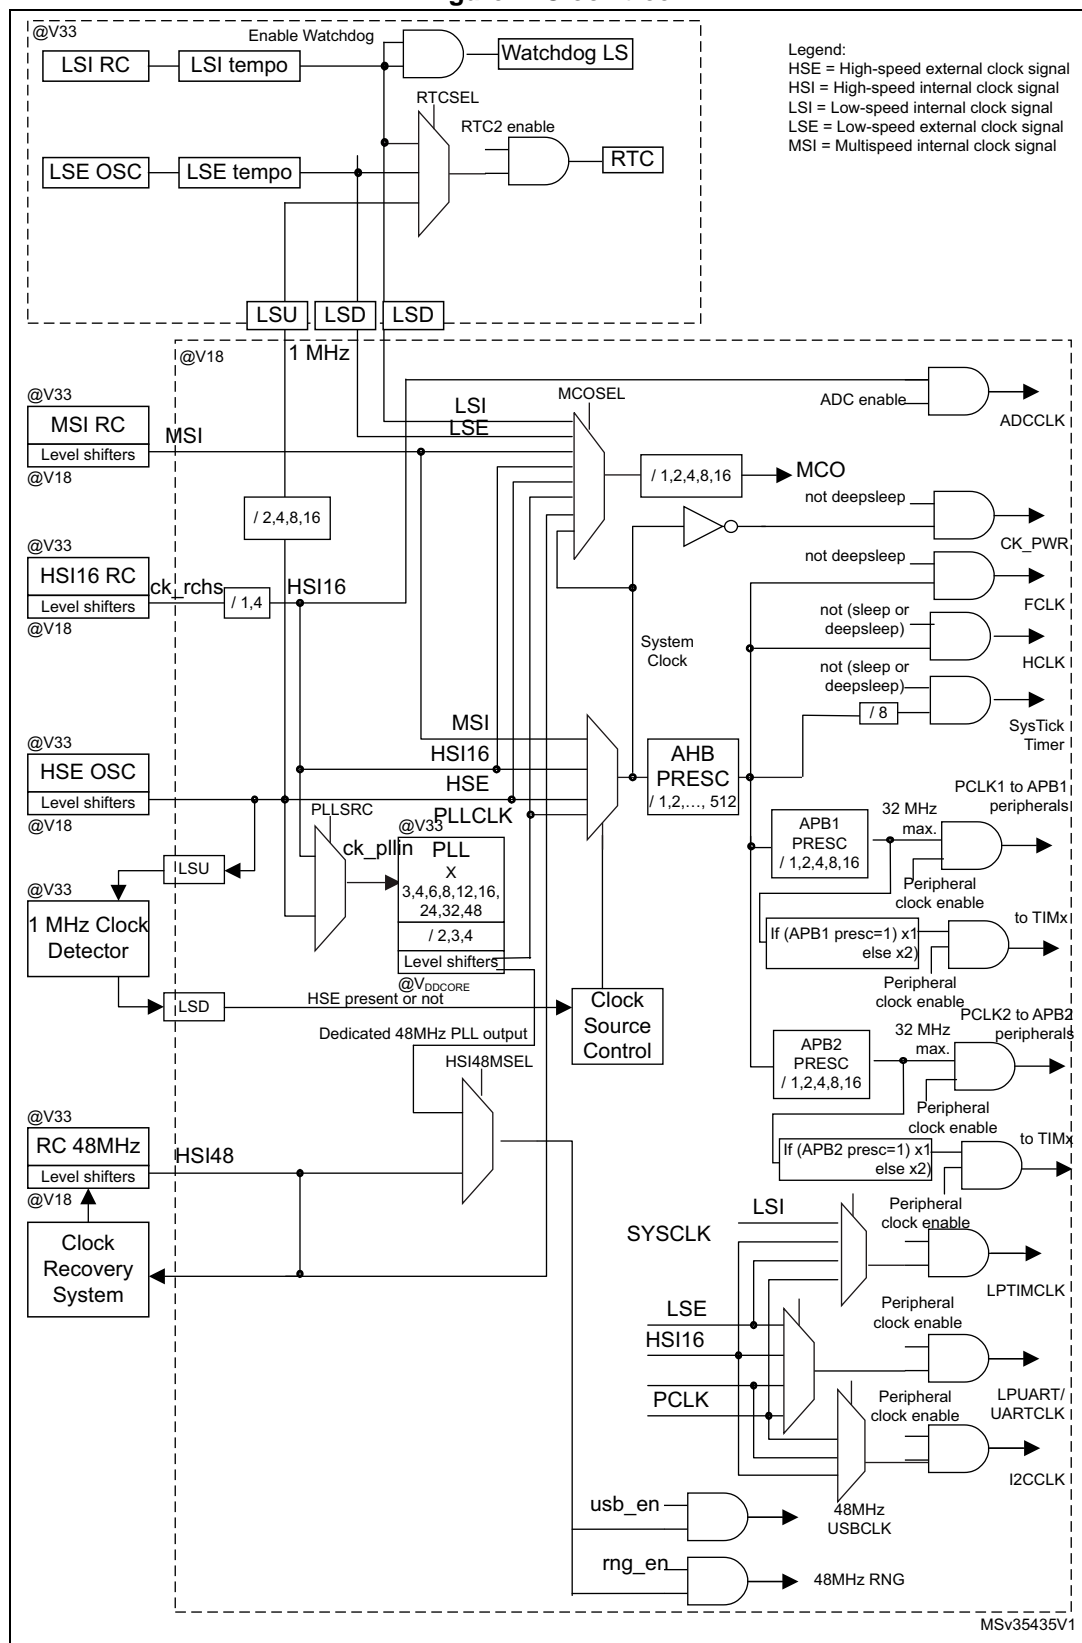 @V33
Enable Watchdog
LSI RC
LSI tempo
Watchdog LS
Legend:
HSE = High-speed external clock signal
HSI = High-speed internal clock signal
LSI = Low-speed internal clock signal
LSE = Low-speed external clock signal
MSI = Multispeed internal clock signal
RTCSEL
RTC2 enable
LSE OSC
LSE tempo
RTC
LSU
LSD
LSD
@V18
1 MHz
@V33
MSI RC
Level shifters
@V18
MSI
LSI
LSE
MCOSEL
ADC enable
ADCCLK
/ 1,2,4,8,16
MCO
/ 2,4,8,16
not deepsleep
CK_PWR
@V33
HSI16 RC
Level shifters
@V18
ck_rchs
/ 1,4
HSI16
not deepsleep
FCLK
not (sleep or
deepsleep)
HCLK
System
Clock
not (sleep or
deepsleep)
/ 8
SysTick
Timer
MSI
HSI16
HSE
PLLCLK
@V33
HSE OSC
Level shifters
@V18
AHB
PRESC
/ 1,2,..., 512
PCLK1 to APB1
peripherals
32 MHz
max.
APB1
PRESC
/ 1,2,4,8,16
Peripheral
clock enable
PLLSRC
ck_pllin
@V33
PLL
X
3,4,6,8,12,16,
24,32,48
/ 2,3,4
Level shifters
@VDDCORE
LSU
@V33
1 MHz Clock
Detector
LSD
HSE present or not
Clock
Source
Control
If (APB1 presc=1) x1
else x2)
to TIMx
Peripheral
clock enable
PCLK2 to APB2
peripherals
32 MHz
max.
APB2
PRESC
/ 1,2,4,8,16
Peripheral
clock enable
Dedicated 48MHz PLL output
HSI48MSEL
If (APB2 presc=1) x1
else x2)
to TIMx
Peripheral
clock enable
@V33
RC 48MHz
Level shifters
@V18
HSI48
Clock
Recovery
System
LSI
SYSCLK
LPTIMCLK
LSE
HSI16
PCLK
Peripheral
clock enable
LPUART/
UARTCLK
Peripheral
clock enable
I2CCLK
usb_en
48MHz
USBCLK
rng_en
48MHz RNG
MSv35435V1